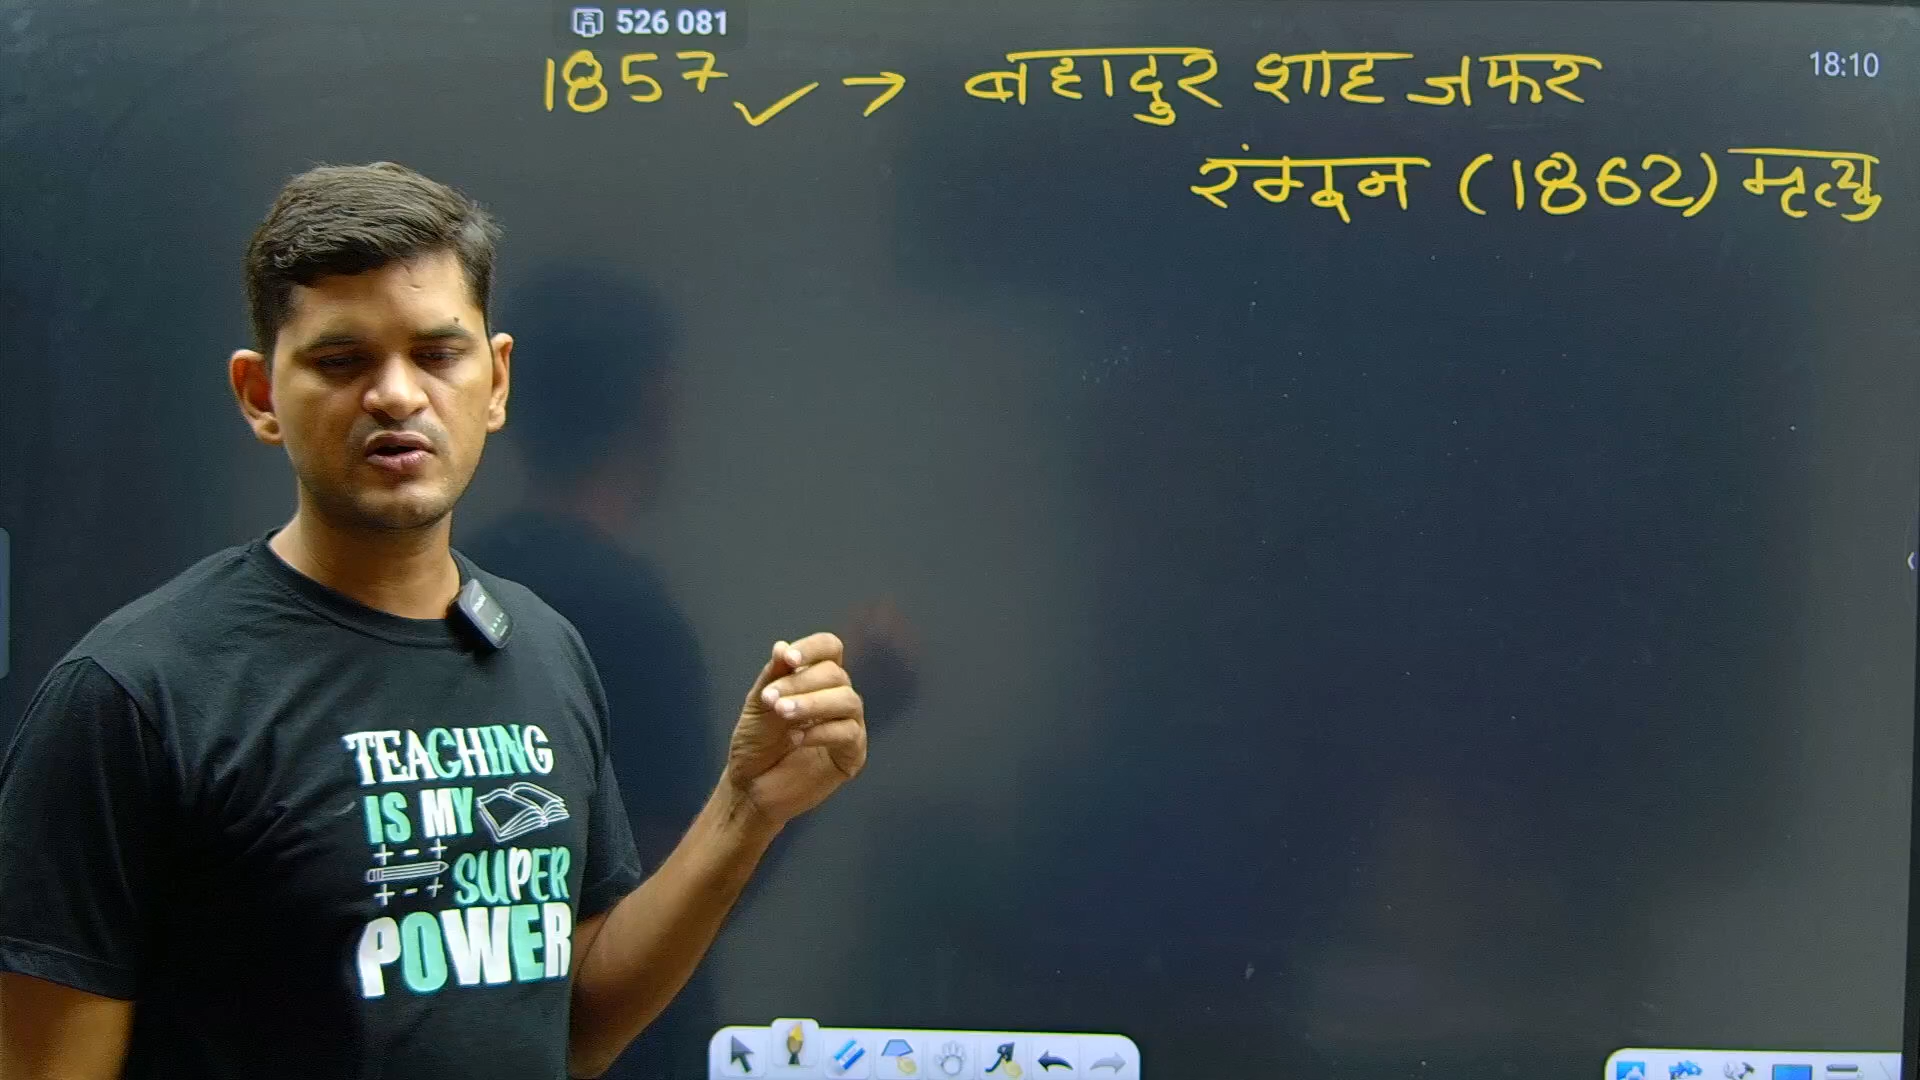 526 081
18:10
1857 ✓ → बहादुर शाह जफर
रंगून (1862) मृत्यु
TEACHING
IS MY
+ - +
+ - + SUPER
POWER